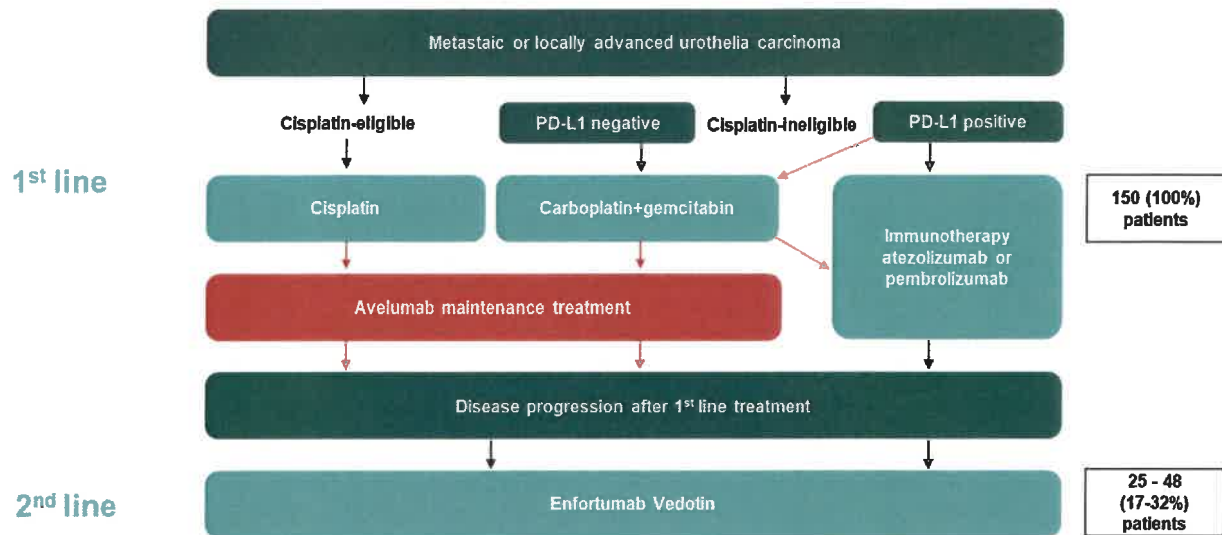 Metastaic or locally advanced urothelia carcinoma
Cisplatin-eligible
PD-L1 negative
Cisplatin-ineligible
PD-L1 positive
1st line
Cisplatin
Carboplatin+gemcitabin
Immunotherapy
atezolizumab or
pembrolizumab
150 (100%)
patients
Avelumab maintenance treatment
Disease progression after 1st line treatment
2nd line
Enfortumab Vedotin
25 - 48
(17-32%)
patients